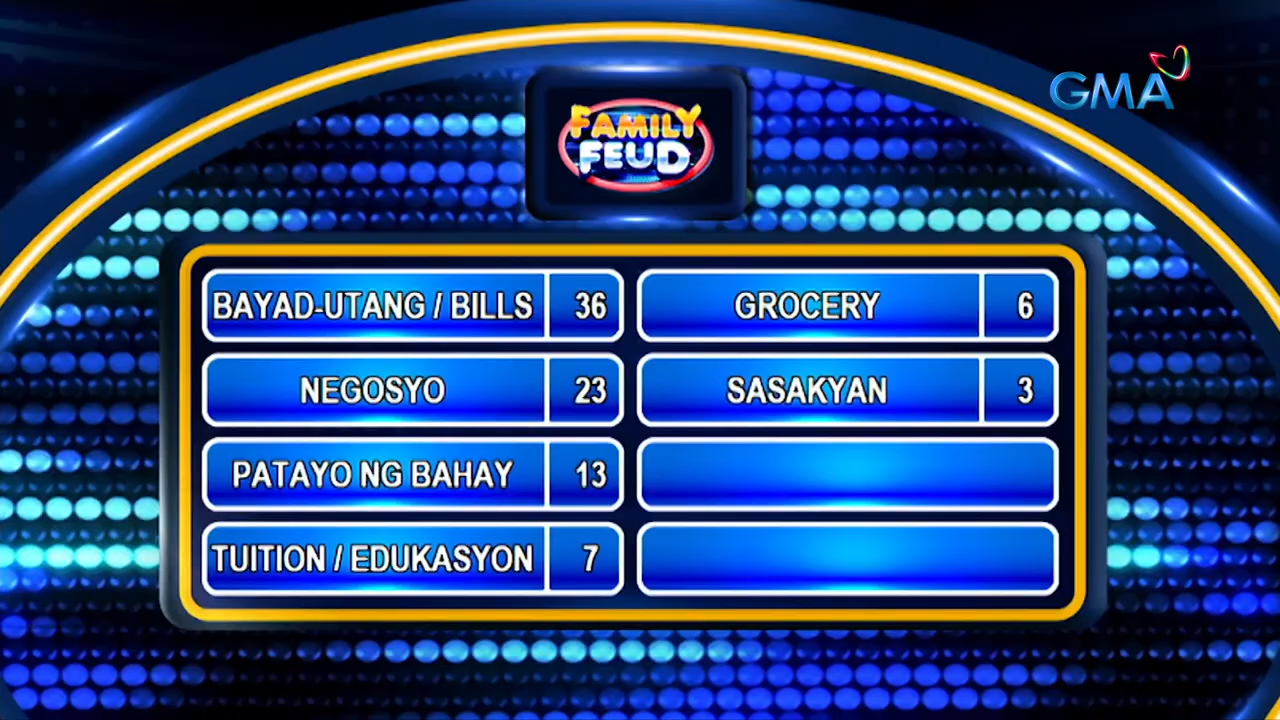 GMA
FAMILY
FEUD
BAYAD-UTANG / BILLS 36
NEGOSYO 23
PATAYO NG BAHAY 13
TUITION / EDUKASYON 7
GROCERY 6
SASAKYAN 3